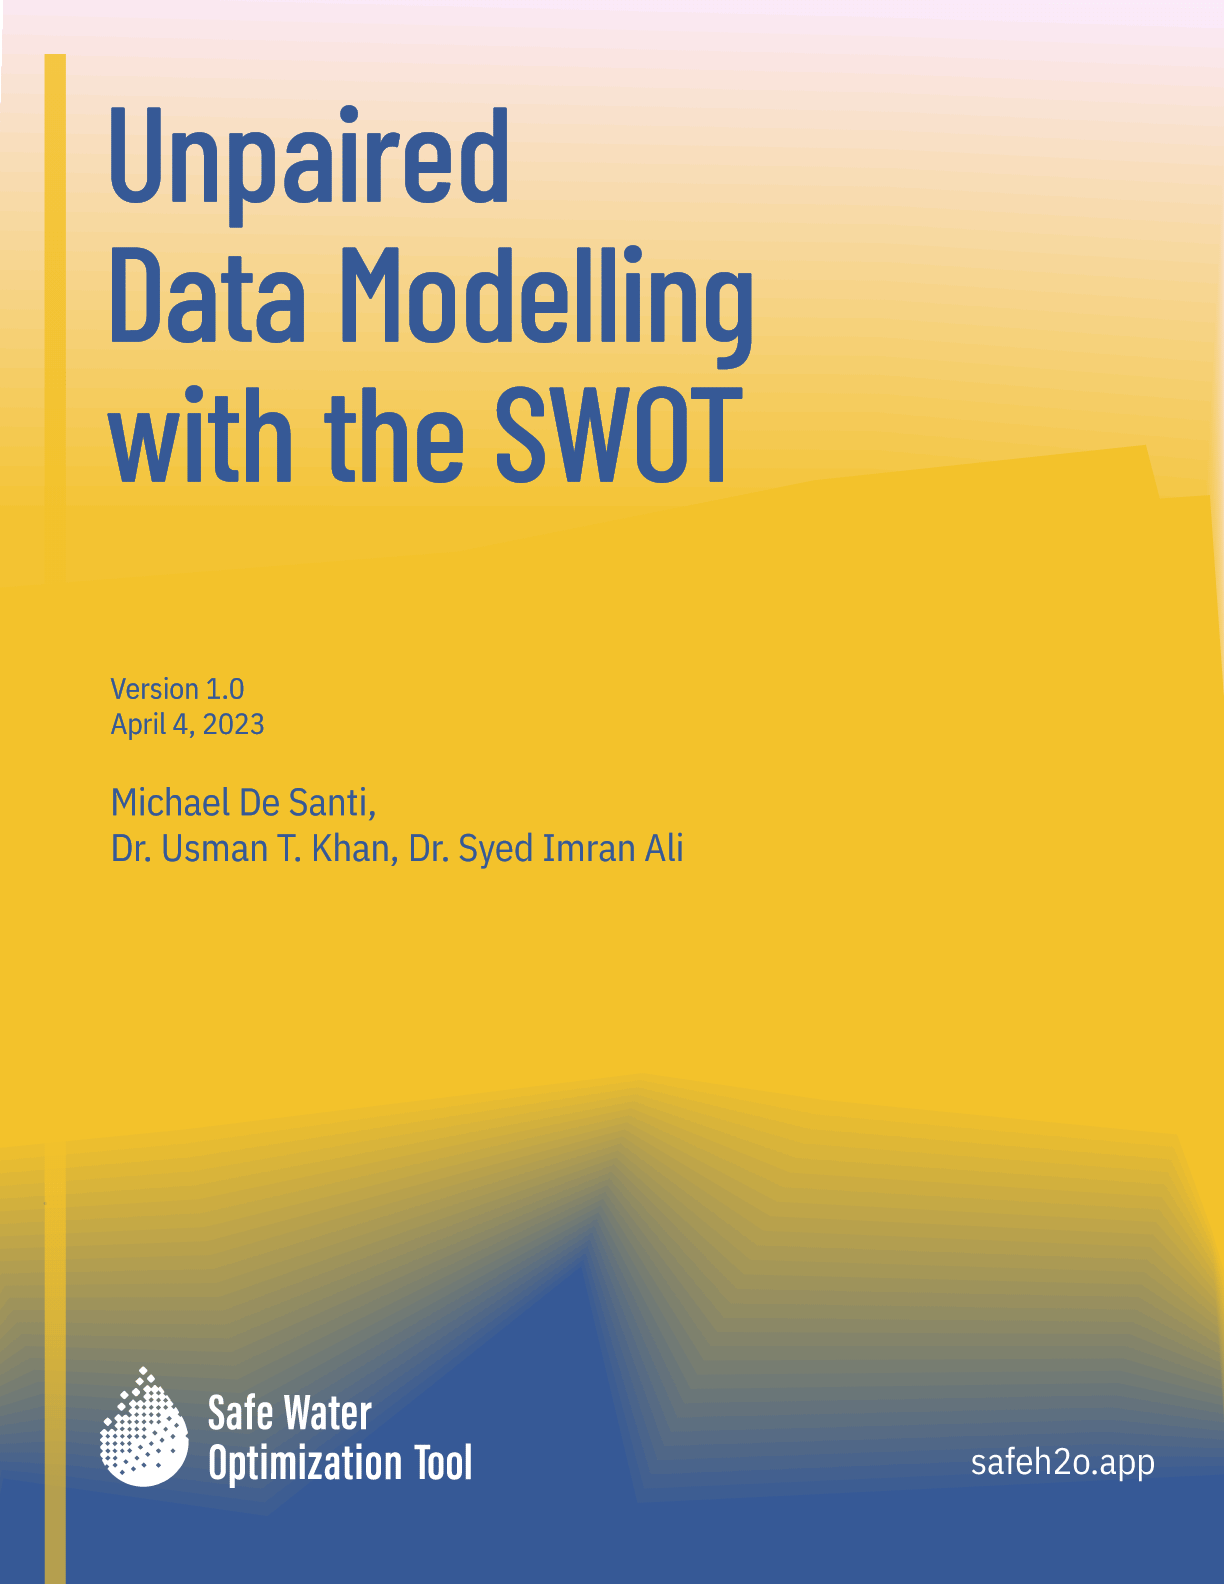 Unpaired
Data Modelling
with the SWOT
Version 1.0
April 4, 2023
Michael De Santi,
Dr. Usman T. Khan, Dr. Syed Imran Ali
Safe Water
Optimization Tool
safeh2o.app